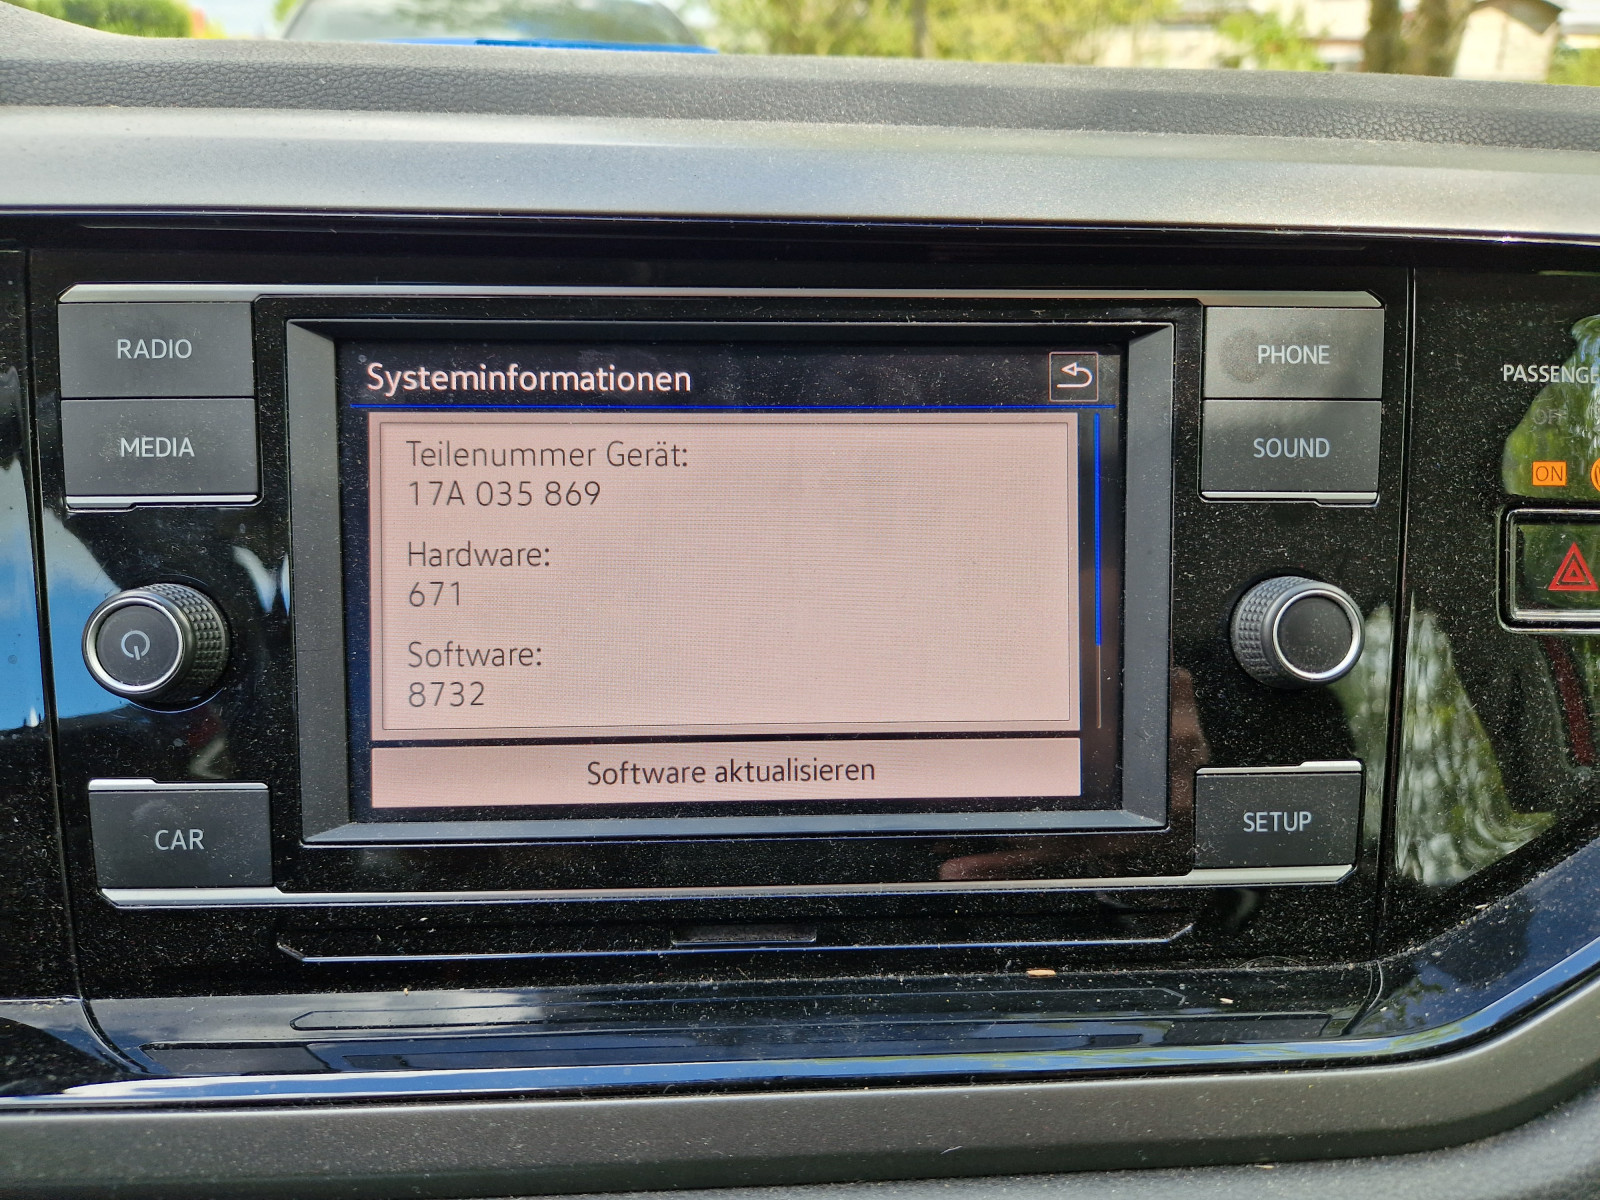 RADIO
MEDIA
CAR
Systeminformationen
Teilenummer Gerät:
17A 035 869
Hardware:
671
Software:
8732
Software aktualisieren
PHONE
SOUND
SETUP
OFF
ON